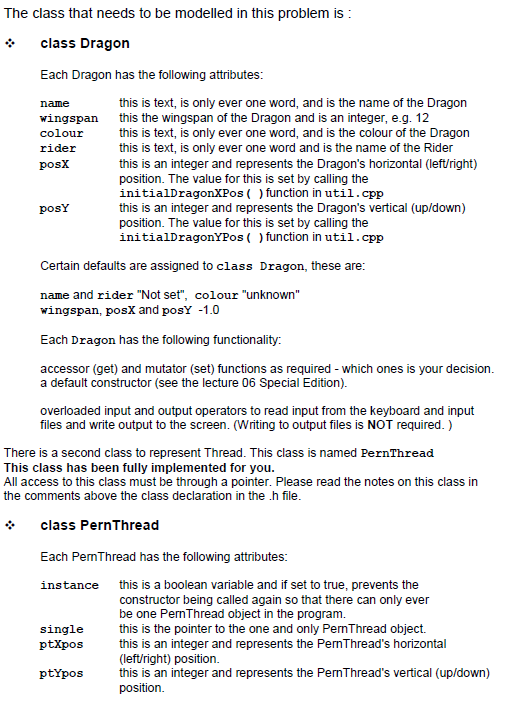 The class that needs to be modelled in this problem is :
❖ class Dragon
Each Dragon has the following attributes:
name this is text, is only ever one word, and is the name of the Dragon
wingspan this the wingspan of the Dragon and is an integer, e.g. 12
colour this is text, is only ever one word, and is the colour of the Dragon
rider this is text, is only ever one word and is the name of the Rider
posX this is an integer and represents the Dragon's horizontal (left/right)
position. The value for this is set by calling the
initialDragonXPos( )function in util.cpp
posY this is an integer and represents the Dragon's vertical (up/down)
position. The value for this is set by calling the
initialDragonYPos( )function in util.cpp
Certain defaults are assigned to class Dragon, these are:
name and rider "Not set", colour "unknown"
wingspan, posX and posY -1.0
Each Dragon has the following functionality:
accessor (get) and mutator (set) functions as required - which ones is your decision.
a default constructor (see the lecture 06 Special Edition).
overloaded input and output operators to read input from the keyboard and input
files and write output to the screen. (Writing to output files is NOT required. )
There is a second class to represent Thread. This class is named PernThread
This class has been fully implemented for you.
All access to this class must be through a pointer. Please read the notes on this class in
the comments above the class declaration in the .h file.
❖ class PernThread
Each PernThread has the following attributes:
instance this is a boolean variable and if set to true, prevents the
constructor being called again so that there can only ever
be one PernThread object in the program.
single this is the pointer to the one and only PernThread object.
ptXpos this is an integer and represents the PernThread's horizontal
(left/right) position.
ptYpos this is an integer and represents the PernThread's vertical (up/down)
position.